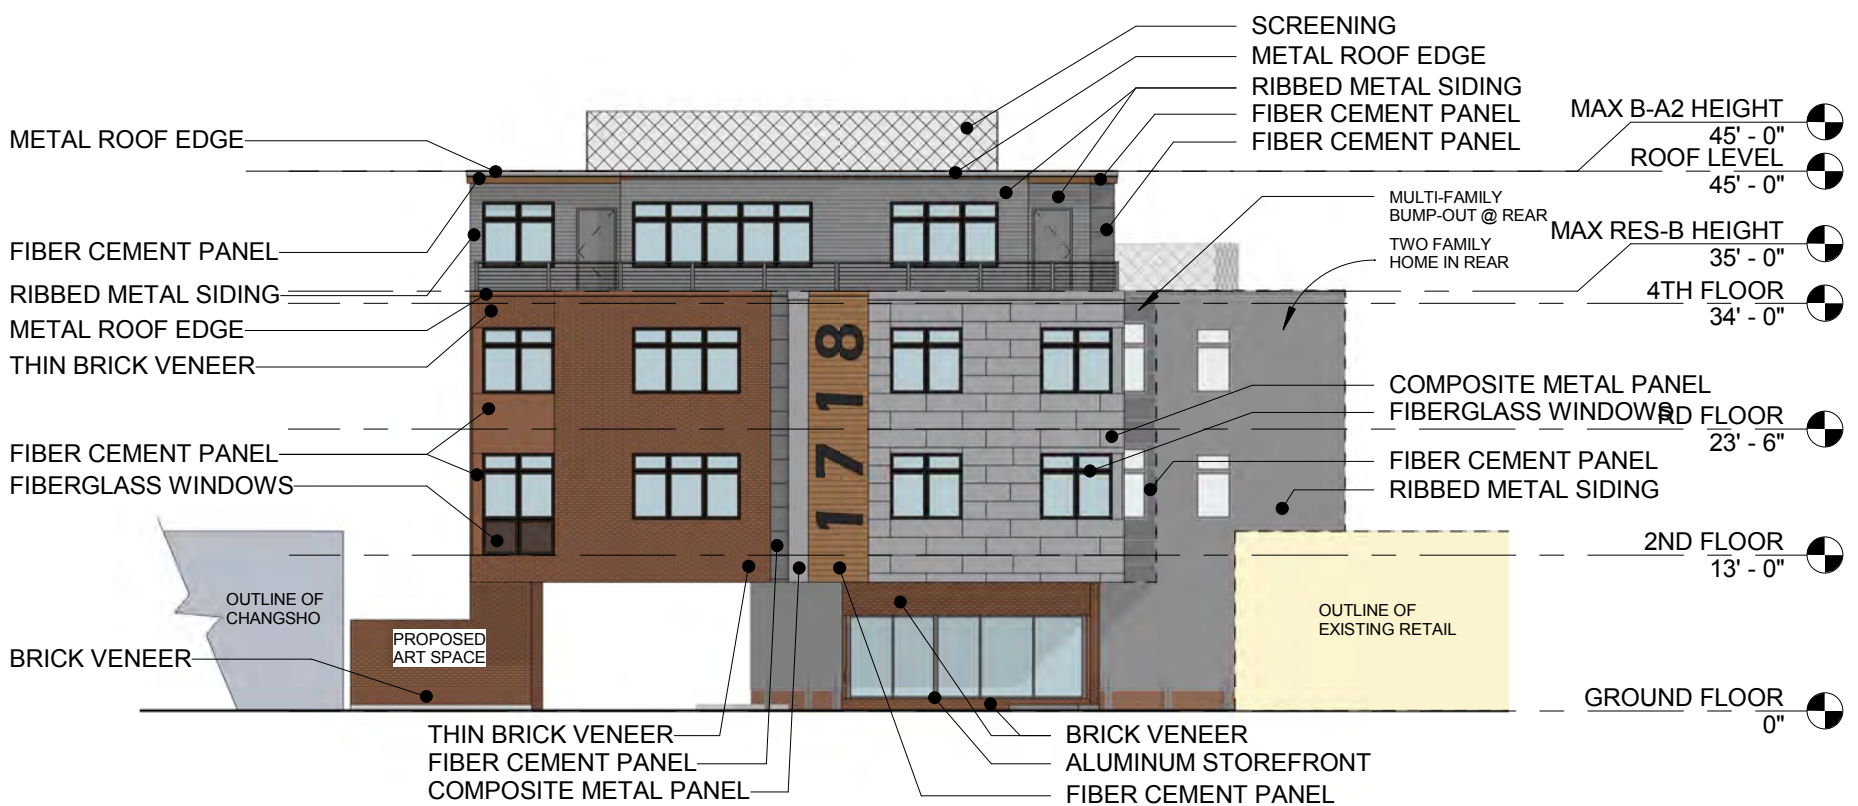 SCREENING
METAL ROOF EDGE
RIBBED METAL SIDING
FIBER CEMENT PANEL
FIBER CEMENT PANEL
MAX B-A2 HEIGHT
45' - 0"
ROOF LEVEL
45' - 0"
MULTI-FAMILY
BUMP-OUT @ REAR
TWO FAMILY
HOME IN REAR
MAX RES-B HEIGHT
35' - 0"
4TH FLOOR
34' - 0"
METAL ROOF EDGE
FIBER CEMENT PANEL
RIBBED METAL SIDING
METAL ROOF EDGE
THIN BRICK VENEER
FIBER CEMENT PANEL
FIBERGLASS WINDOWS
1718
COMPOSITE METAL PANEL
FIBERGLASS WINDOWS
RD FLOOR
23' - 6"
FIBER CEMENT PANEL
RIBBED METAL SIDING
2ND FLOOR
13' - 0"
OUTLINE OF
CHANGSHO
PROPOSED
ART SPACE
OUTLINE OF
EXISTING RETAIL
BRICK VENEER
GROUND FLOOR
0"
THIN BRICK VENEER
FIBER CEMENT PANEL
COMPOSITE METAL PANEL
BRICK VENEER
ALUMINUM STOREFRONT
FIBER CEMENT PANEL